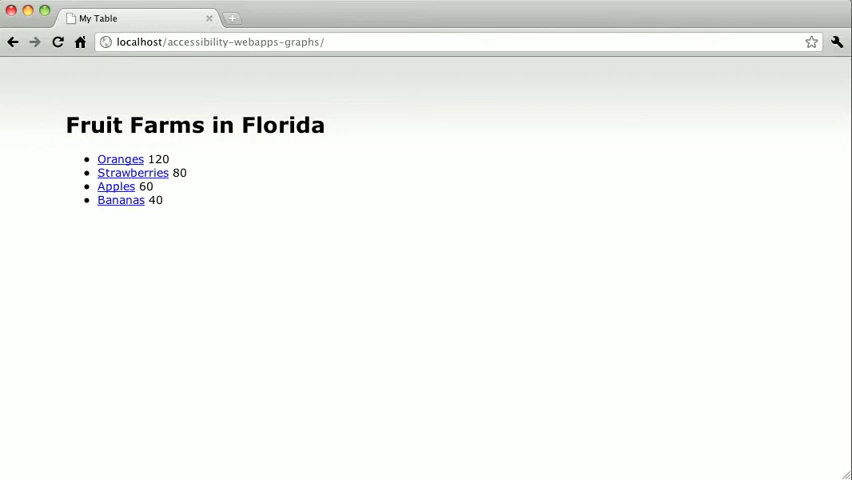 My Table
localhost/accessibility-webapps-graphs/
Fruit Farms in Florida
Oranges 120
Strawberries 80
Apples 60
Bananas 40